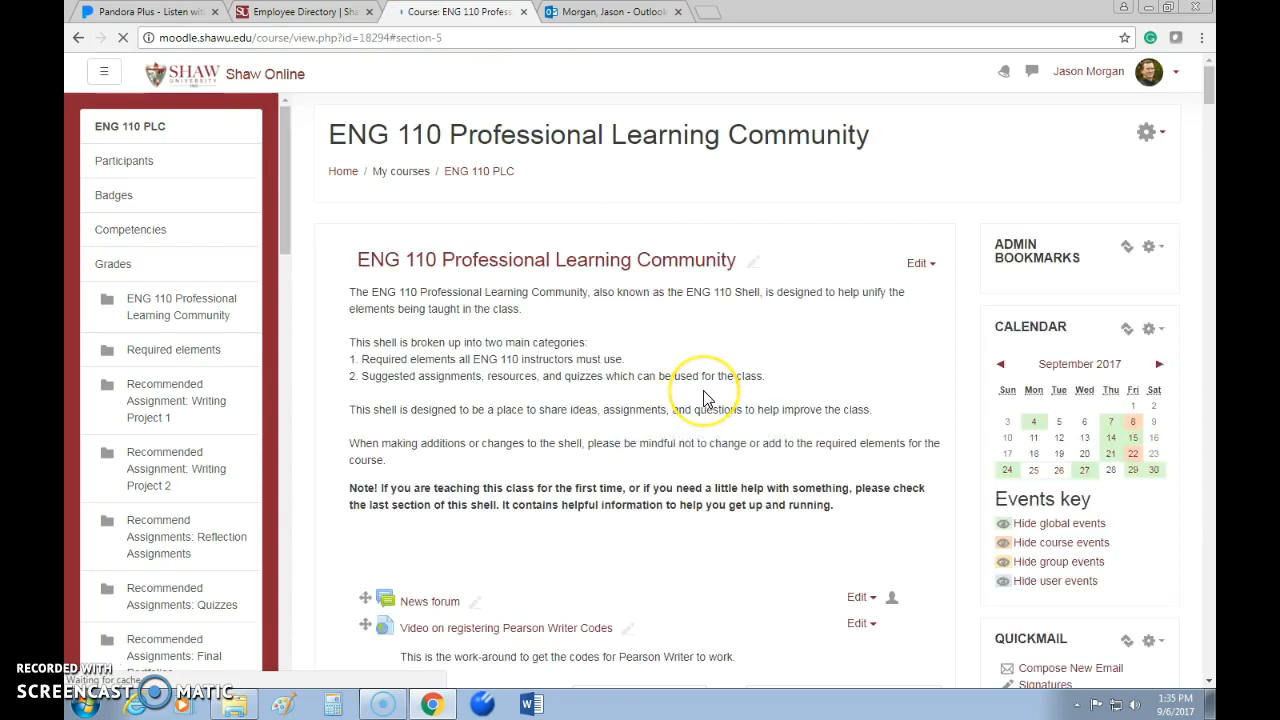 Pandora Plus - Listen wit
Employee Directory | Sha
Course: ENG 110 Profess
Morgan, Jason - Outlook
moodle.shawu.edu/course/view.php?id=18294#section-5
SHAW
UNIVERSITY
Shaw Online
Jason Morgan
ENG 110 PLC
Participants
Badges
Competencies
Grades
ENG 110 Professional
Learning Community
Required elements
Recommended
Assignment: Writing
Project 1
Recommended
Assignment: Writing
Project 2
Recommend
Assignments: Reflection
Assignments
Recommended
Assignments: Quizzes
Recommended
Assignments: Final
ENG 110 Professional Learning Community
Home / My courses / ENG 110 PLC
ENG 110 Professional Learning Community
Edit
The ENG 110 Professional Learning Community, also known as the ENG 110 Shell, is designed to help unify the
elements being taught in the class.
This shell is broken up into two main categories:
1. Required elements all ENG 110 instructors must use.
2. Suggested assignments, resources, and quizzes which can be used for the class.
This shell is designed to be a place to share ideas, assignments, and questions to help improve the class.
When making additions or changes to the shell, please be mindful not to change or add to the required elements for the
course.
Note! If you are teaching this class for the first time, or if you need a little help with something, please check
the last section of this shell. It contains helpful information to help you get up and running.
News forum
Edit
Video on registering Pearson Writer Codes
Edit
This is the work-around to get the codes for Pearson Writer to work.
ADMIN
BOOKMARKS
CALENDAR
September 2017
Sun Mon Tue Wed Thu Fri Sat
1 2
3 4 5 6 7 8 9
10 11 12 13 14 15 16
17 18 19 20 21 22 23
24 25 26 27 28 29 30
Events key
Hide global events
Hide course events
Hide group events
Hide user events
QUICKMAIL
Compose New Email
Signatures
Waiting for cache
RECORDED WITH
SCREENCAST MATIC
1:35 PM
9/6/2017